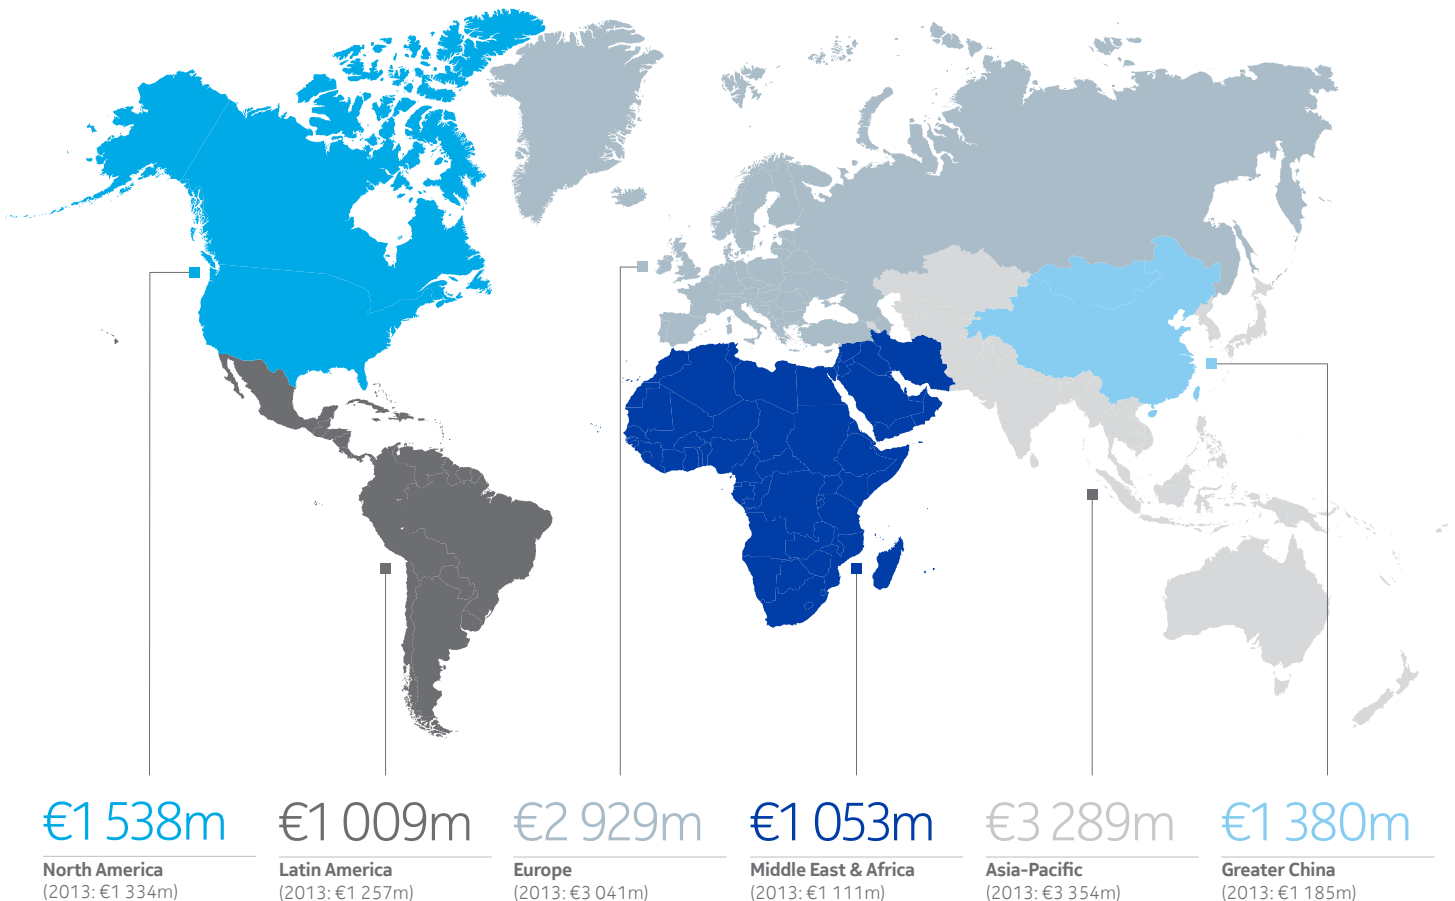 €1 538m
North America
(2013: €1 334m)
€1 009m
Latin America
(2013: €1 257m)
€2 929m
Europe
(2013: €3 041m)
€1 053m
Middle East & Africa
(2013: €1 111m)
€3 289m
Asia-Pacific
(2013: €3 354m)
€1 380m
Greater China
(2013: €1 185m)